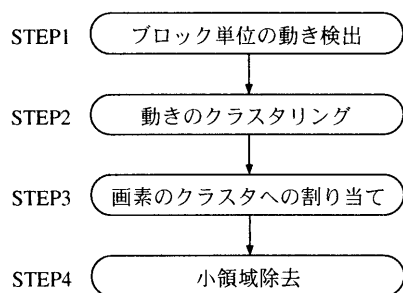 STEP1 ブロック単位の動き検出
STEP2 動きのクラスタリング
STEP3 画素のクラスタへの割り当て
STEP4 小領域除去